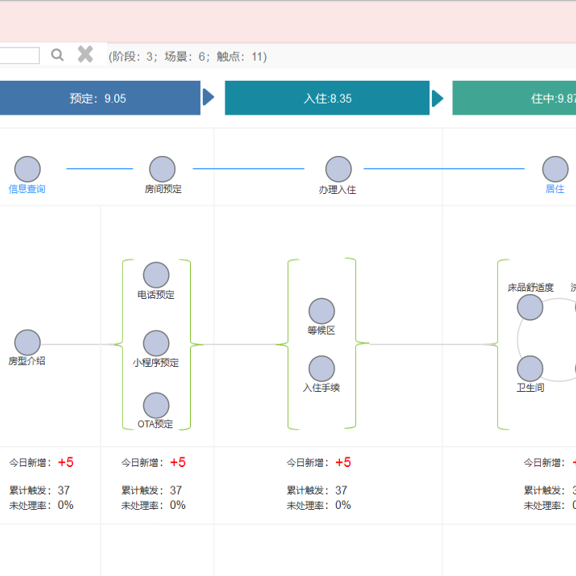 (阶段：3；场景：6；触点：11)
预定：9.05
入住:8.35
住中:9.87
信息查询
房间预定
办理入住
居住
床品舒适度
电话预定
等候区
房型介绍
小程序预定
入住手续
卫生间
OTA预定
今日新增：+5
今日新增：+5
今日新增：+5
今日新增：
累计触发：37
累计触发：37
累计触发：37
累计触发：
未处理率：0%
未处理率：0%
未处理率：0%
未处理率：